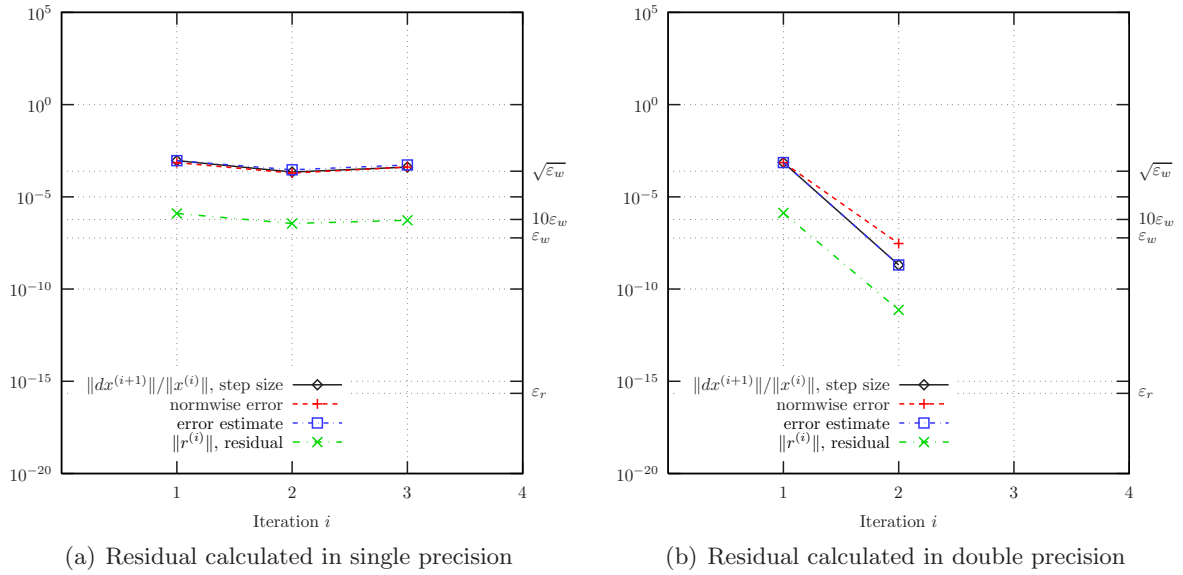 10^5
10^0
10^{-5}
10^{-10}
10^{-15}
10^{-20}
√ε_w
10ε_w
ε_w
ε_r
‖dx^{(i+1)}‖/‖x^{(i)}‖, step size
normwise error
error estimate
‖r^{(i)}‖, residual
1 2 3 4
Iteration i
(a) Residual calculated in single precision
10^5
10^0
10^{-5}
10^{-10}
10^{-15}
10^{-20}
√ε_w
10ε_w
ε_w
ε_r
‖dx^{(i+1)}‖/‖x^{(i)}‖, step size
normwise error
error estimate
‖r^{(i)}‖, residual
1 2 3 4
Iteration i
(b) Residual calculated in double precision